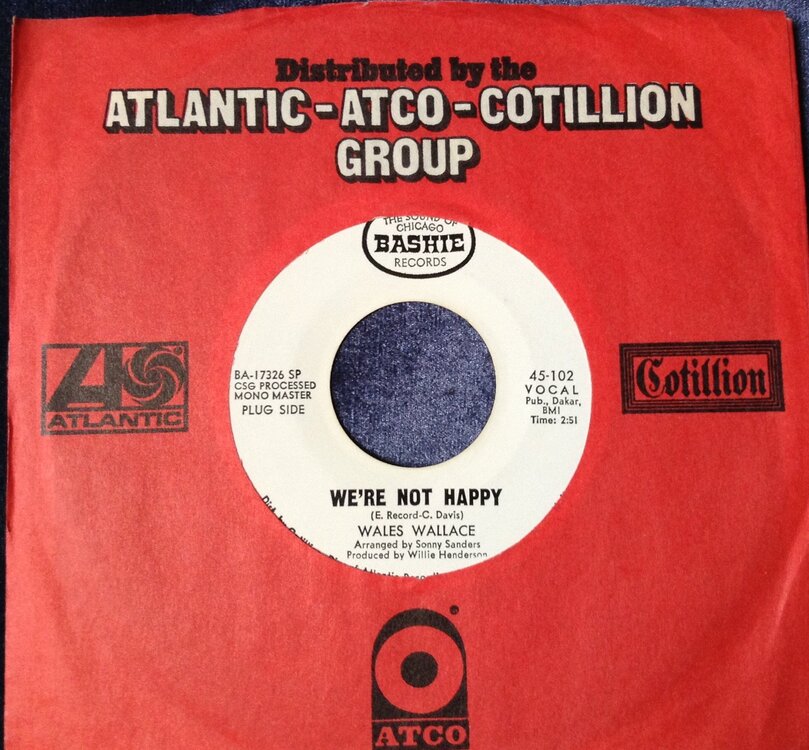 Distributed by the
ATLANTIC-ATCO-COTILLION
GROUP
THE SOUND OF
CHICAGO
BASHIE
RECORDS
BA-17326 SP
CSG PROCESSED
MONO MASTER
PLUG SIDE
45-102
VOCAL
Pub., Dakar,
BMI
Time: 2:51
WE'RE NOT HAPPY
(E. Record-C. Davis)
WALES WALLACE
Arranged by Sonny Sanders
Produced by Willie Henderson
ATLANTIC
Cotillion
ATCO